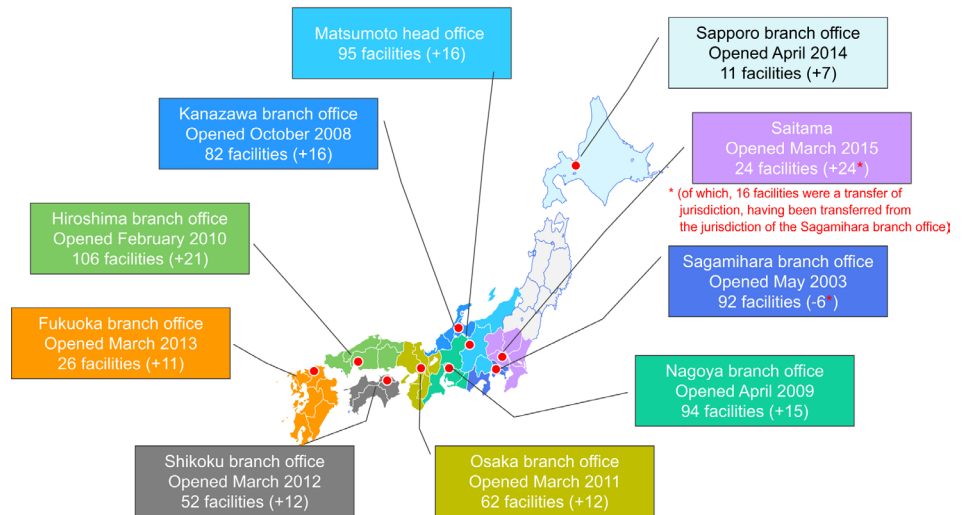 Matsumoto head office
95 facilities (+16)
Sapporo branch office
Opened April 2014
11 facilities (+7)
Kanazawa branch office
Opened October 2008
82 facilities (+16)
Saitama
Opened March 2015
24 facilities (+24*)
* (of which, 16 facilities were a transfer of
jurisdiction, having been transferred from
the jurisdiction of the Sagamihara branch office)
Hiroshima branch office
Opened February 2010
106 facilities (+21)
Sagamihara branch office
Opened May 2003
92 facilities (-6*)
Fukuoka branch office
Opened March 2013
26 facilities (+11)
Nagoya branch office
Opened April 2009
94 facilities (+15)
Shikoku branch office
Opened March 2012
52 facilities (+12)
Osaka branch office
Opened March 2011
62 facilities (+12)